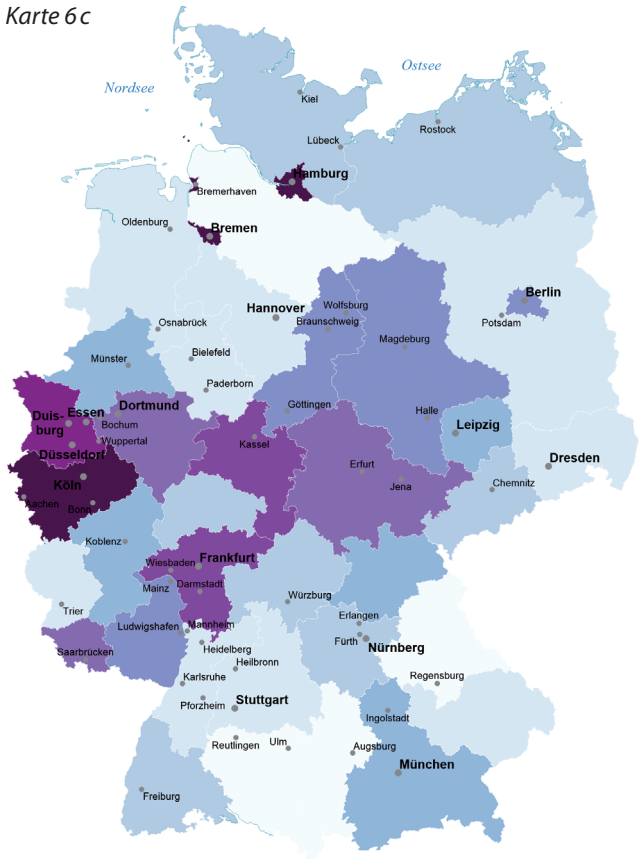 Karte 6 c
Ostsee
Nordsee
Kiel
Rostock
Lübeck
Hamburg
Bremerhaven
Oldenburg
Bremen
Berlin
Hannover
Wolfsburg
Braunschweig
Potsdam
Osnabrück
Magdeburg
Münster
Bielefeld
Paderborn
Göttingen
Dortmund
Halle
Duis-
burg
Essen
Bochum
Leipzig
Wuppertal
Kassel
Düsseldorf
Erfurt
Dresden
Köln
Jena
Chemnitz
Aachen
Bonn
Koblenz
Frankfurt
Wiesbaden
Mainz
Darmstadt
Würzburg
Trier
Erlangen
Ludwigshafen
Mannheim
Fürth
Nürnberg
Saarbrücken
Heidelberg
Heilbronn
Karlsruhe
Regensburg
Pforzheim
Stuttgart
Ingolstadt
Reutlingen
Ulm
Augsburg
München
Freiburg